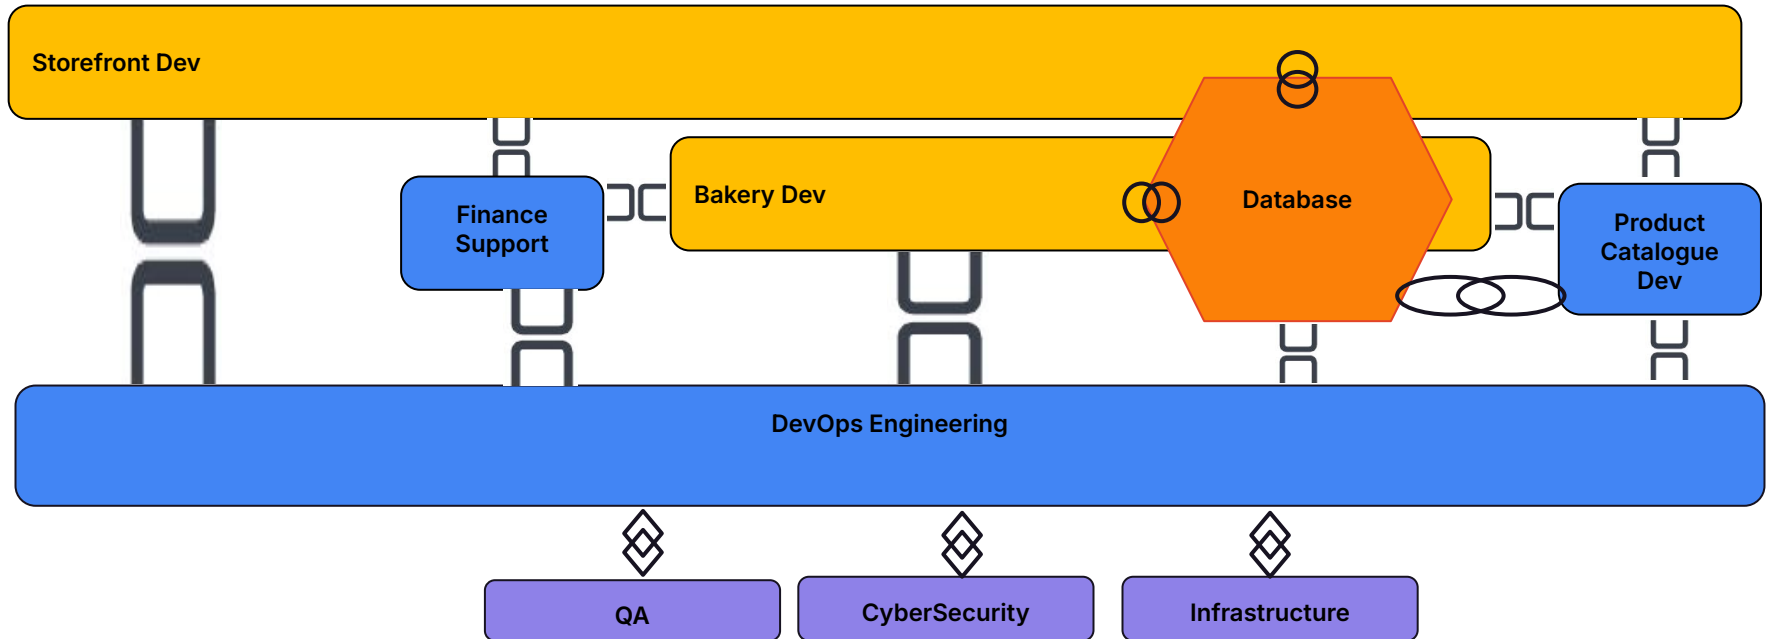 Storefront Dev
Finance
Support
Bakery Dev
Database
Product
Catalogue
Dev
DevOps Engineering
QA
CyberSecurity
Infrastructure